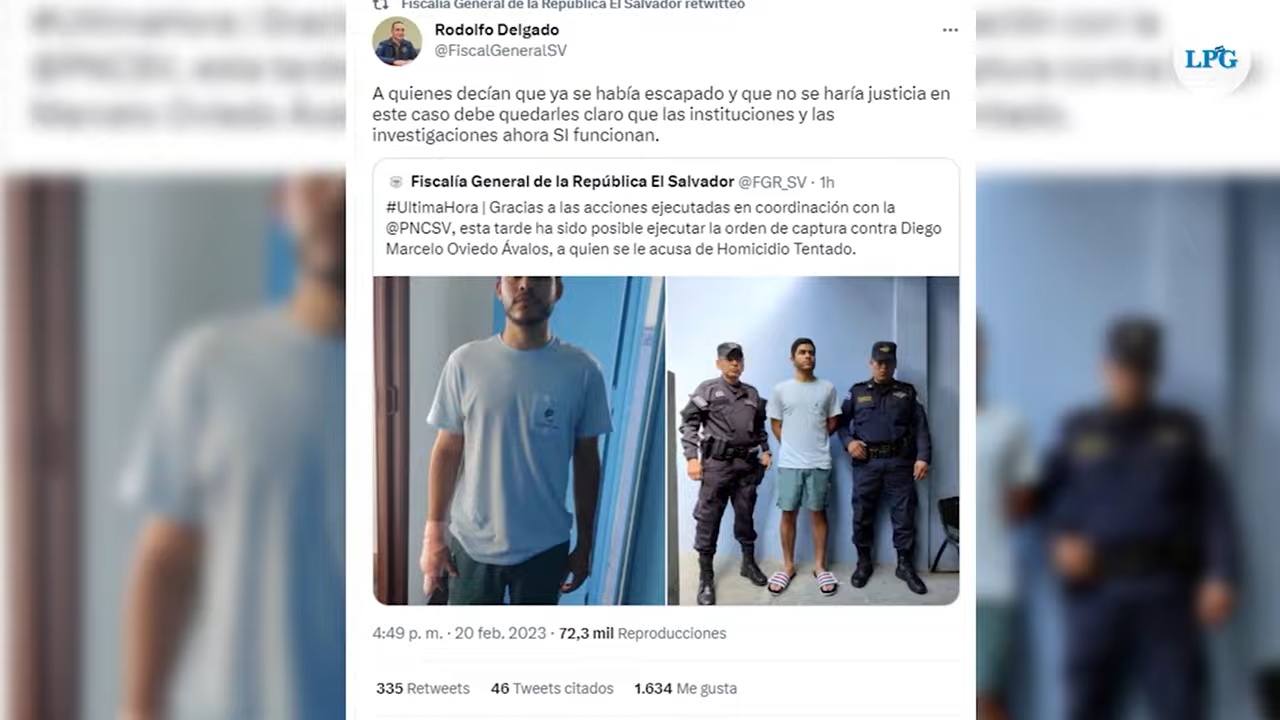 Fiscalía General de la República El Salvador retwitteó
LPG
Rodolfo Delgado
@FiscalGeneralSV
A quienes decían que ya se había escapado y que no se haría justicia en
este caso debe quedarles claro que las instituciones y las
investigaciones ahora SI funcionan.
Fiscalía General de la República El Salvador @FGR_SV · 1h
#UltimaHora | Gracias a las acciones ejecutadas en coordinación con la
@PNCSV, esta tarde ha sido posible ejecutar la orden de captura contra Diego
Marcelo Oviedo Ávalos, a quien se le acusa de Homicidio Tentado.
4:49 p. m. · 20 feb. 2023 · 72,3 mil Reproducciones
335 Retweets 46 Tweets citados 1.634 Me gusta